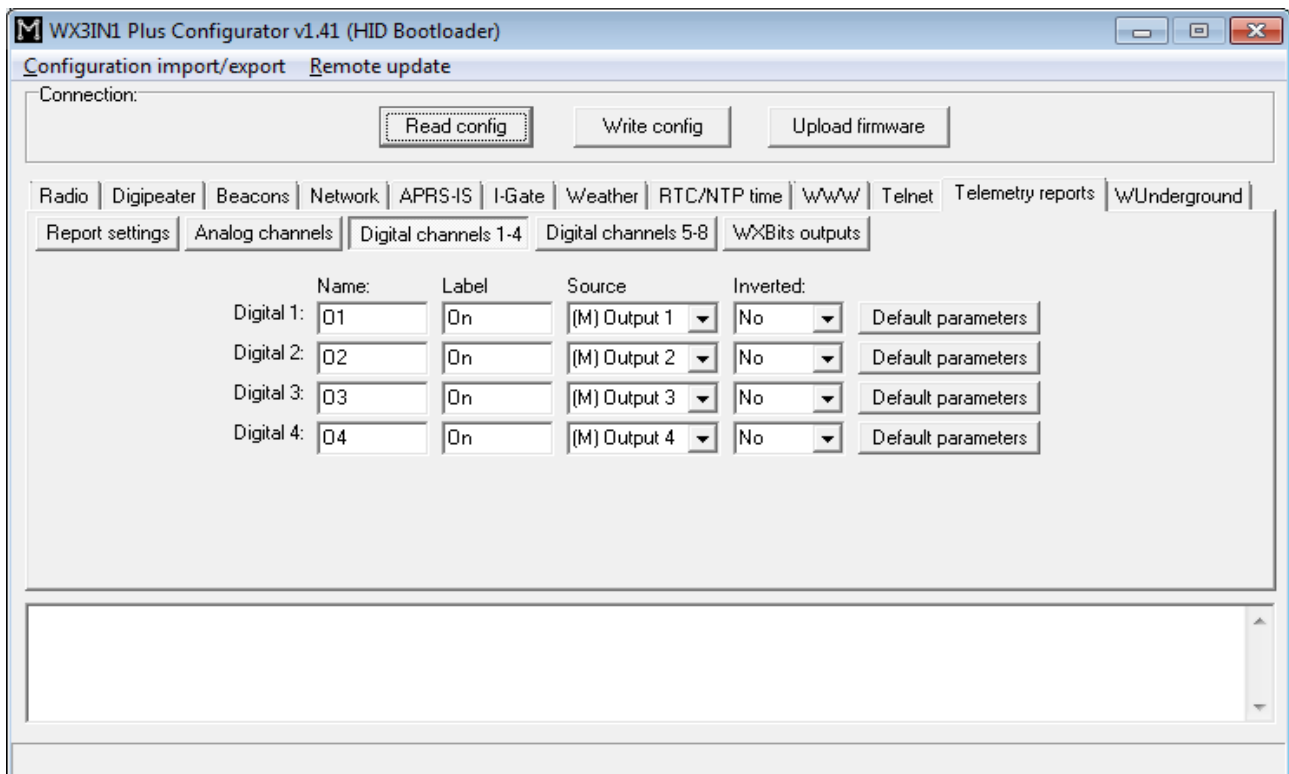 WX3IN1 Plus Configurator v1.41 (HID Bootloader)
Configuration import/export Remote update
Connection:
Read config Write config Upload firmware
Radio Digipeater Beacons Network APRS-IS I-Gate Weather RTC/NTP time WWW Telnet Telemetry reports WUnderground
Report settings Analog channels Digital channels 1-4 Digital channels 5-8 WXBits outputs
Name: Label Source Inverted:
Digital 1: O1 On (M) Output 1 No Default parameters
Digital 2: O2 On (M) Output 2 No Default parameters
Digital 3: O3 On (M) Output 3 No Default parameters
Digital 4: O4 On (M) Output 4 No Default parameters